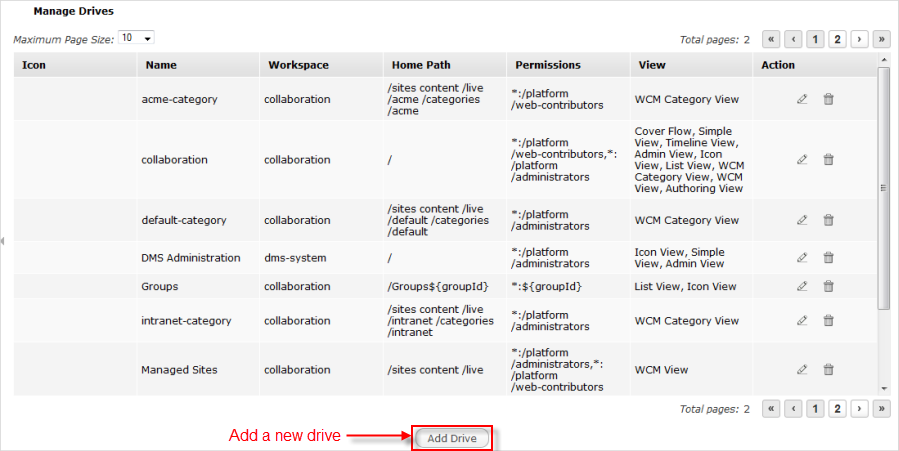 Manage Drives
Maximum Page Size: 10
Total pages: 2 « ‹ 1 2 › »
Icon Name Workspace Home Path Permissions View Action
acme-category collaboration /sites content /live /acme /categories /acme *:/platform /web-contributors WCM Category View
collaboration collaboration / *:/platform /web-contributors,*: /platform /administrators Cover Flow, Simple View, Timeline View, Admin View, Icon View, List View, WCM Category View, WCM View, Authoring View
default-category collaboration /sites content /live /default /categories /default *:/platform /administrators WCM Category View
DMS Administration dms-system / *:/platform /administrators Icon View, Simple View, Admin View
Groups collaboration /Groups${groupId} *:${groupId} List View, Icon View
intranet-category collaboration /sites content /live /intranet /categories /intranet *:/platform /administrators WCM Category View
Managed Sites collaboration /sites content /live *:/platform /administrators,*: /platform /web-contributors WCM View
Total pages: 2 « ‹ 1 2 › »
Add a new drive Add Drive